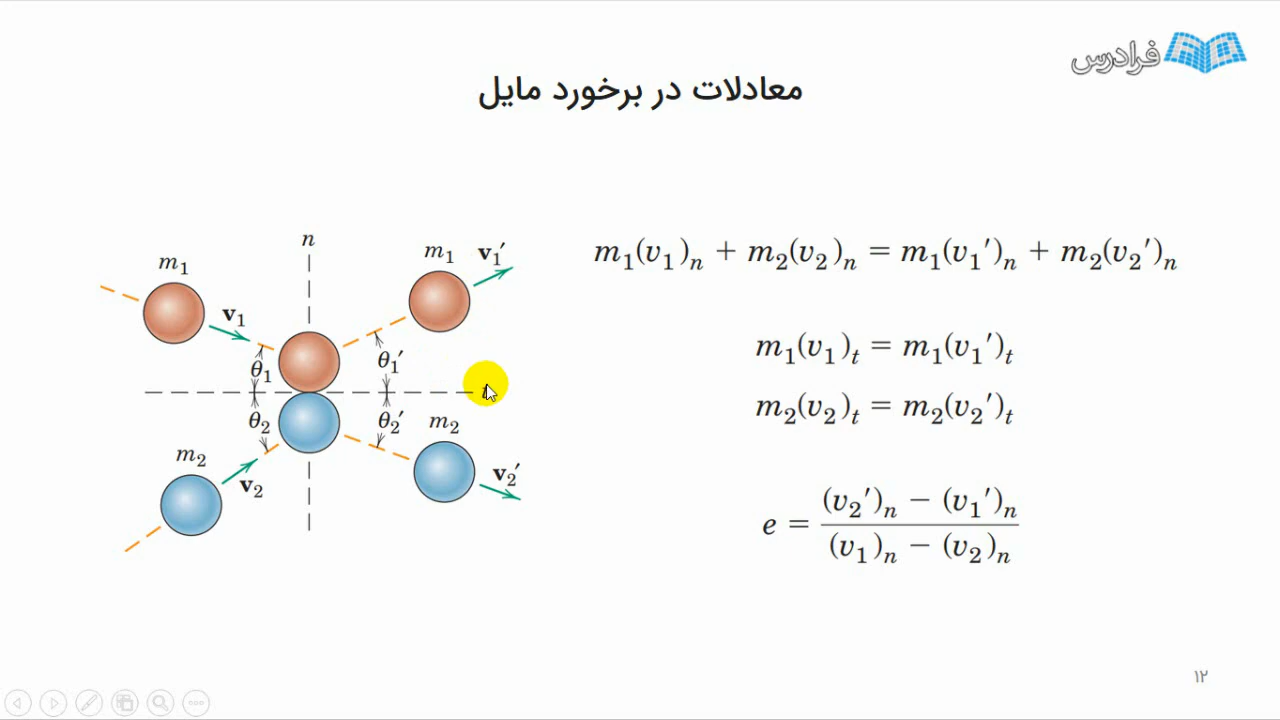 فرادرس
معادلات در برخورد مایل
n
m₁
v₁
m₁
v₁′
θ₁
θ₁′
θ₂
θ₂′
m₂
v₂
m₂
v₂′
m₁(v₁)ₙ + m₂(v₂)ₙ = m₁(v₁′)ₙ + m₂(v₂′)ₙ
m₁(v₁)ₜ = m₁(v₁′)ₜ
m₂(v₂)ₜ = m₂(v₂′)ₜ
e = ((v₂′)ₙ − (v₁′)ₙ) / ((v₁)ₙ − (v₂)ₙ)
۱۲